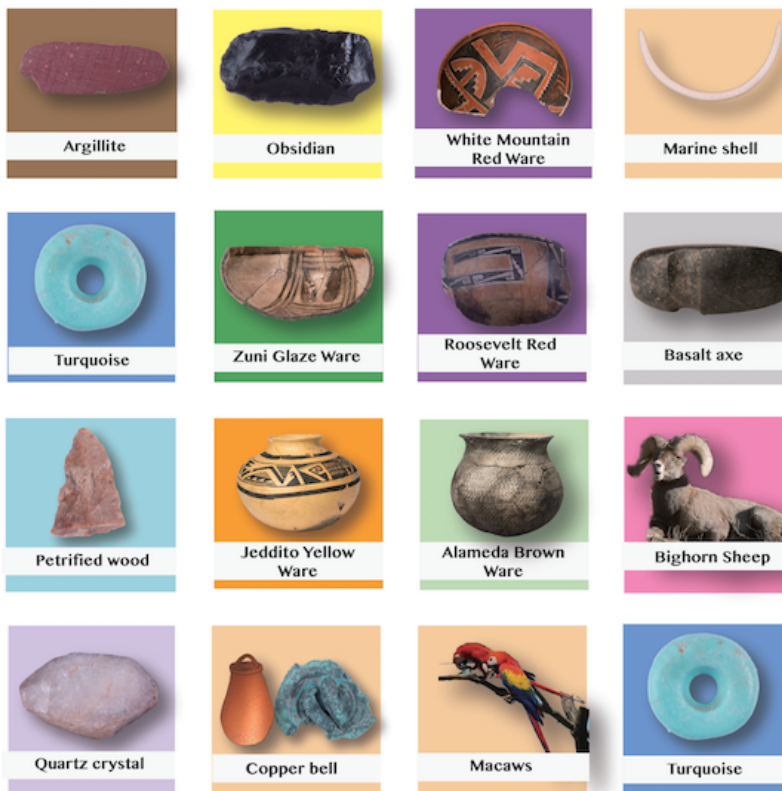 Argillite
Obsidian
White Mountain
Red Ware
Marine shell
Turquoise
Zuni Glaze Ware
Roosevelt Red
Ware
Basalt axe
Petrified wood
Jeddito Yellow
Ware
Alameda Brown
Ware
Bighorn Sheep
Quartz crystal
Copper bell
Macaws
Turquoise